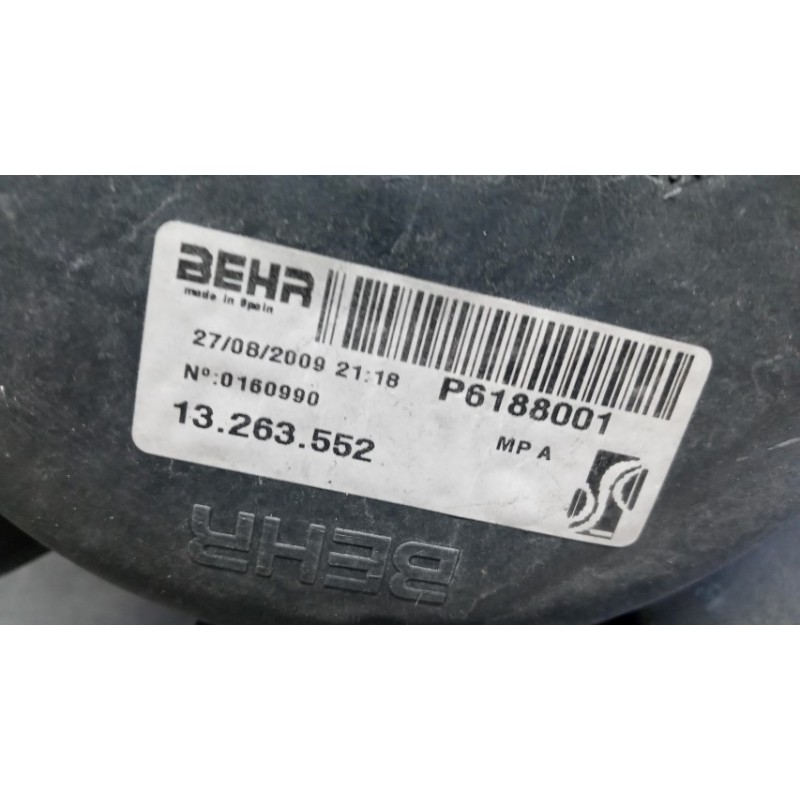 BEHR
made in Spain
27/08/2009 21:18
P6188001
Nº:0160990
13.263.552
MP A
BEHR